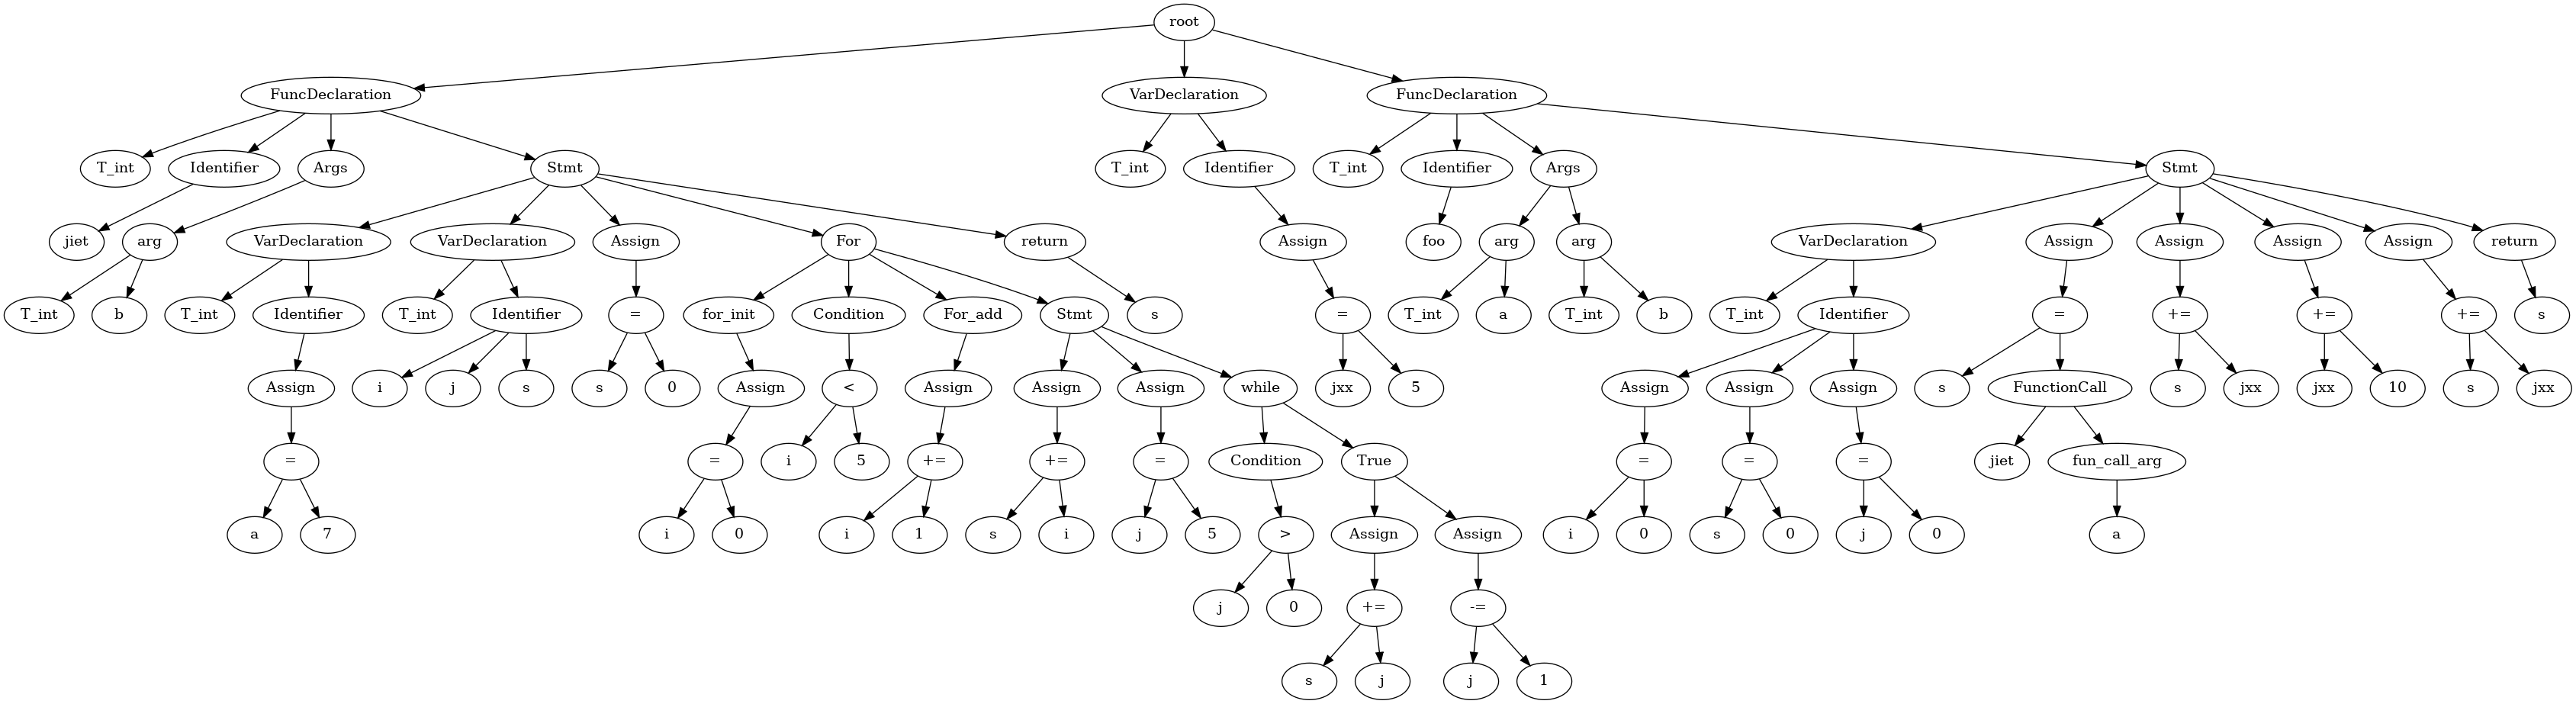 root
FuncDeclaration VarDeclaration FuncDeclaration
T_int Identifier Args Stmt T_int Identifier T_int Identifier Args Stmt
jiet arg VarDeclaration VarDeclaration Assign For return Assign foo arg arg VarDeclaration Assign Assign Assign Assign return
T_int b T_int Identifier T_int Identifier = for_init Condition For_add Stmt s = T_int a T_int b T_int Identifier = += += += s
Assign i j s s 0 Assign < Assign Assign Assign while jxx 5 Assign Assign Assign s FunctionCall s jxx jxx 10 s jxx
= = i 5 += += = Condition True = = = jiet fun_call_arg
a 7 i 0 i 1 s i j 5 > Assign Assign i 0 s 0 j 0 a
j 0 += -=
s j j 1